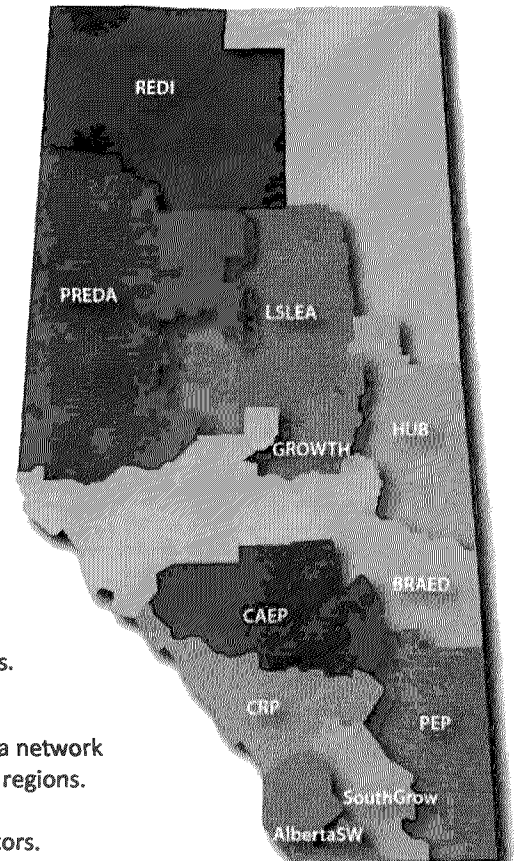 REDI
PREDA
LSLEA
GROWTH
HUB
BRAED
CAEP
s.
CRP
a network
PEP
regions.
SouthGrow
AlbertaSW
tors.